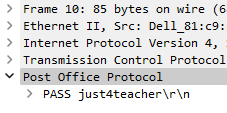 Frame 10: 85 bytes on wire (6
Ethernet II, Src: Dell_81:c9:
Internet Protocol Version 4,
Transmission Control Protocol
Post Office Protocol
PASS just4teacher\r\n